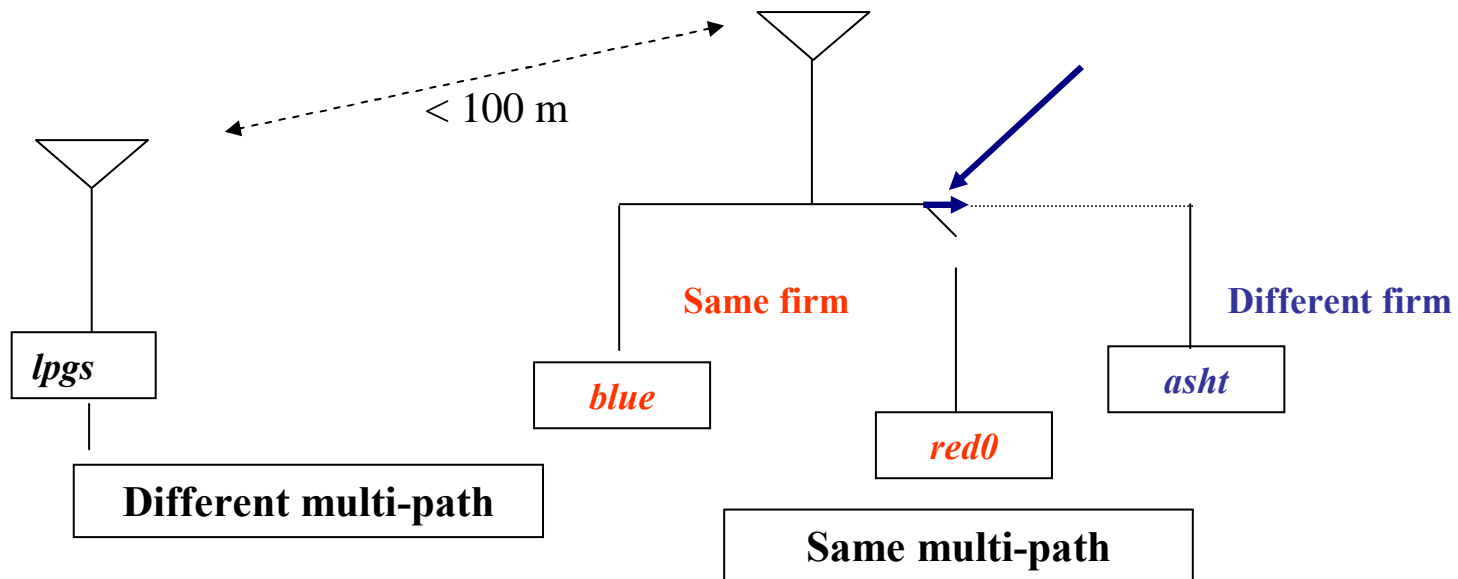 < 100 m
Same firm
Different firm
lpgs
blue
asht
red0
Different multi-path
Same multi-path